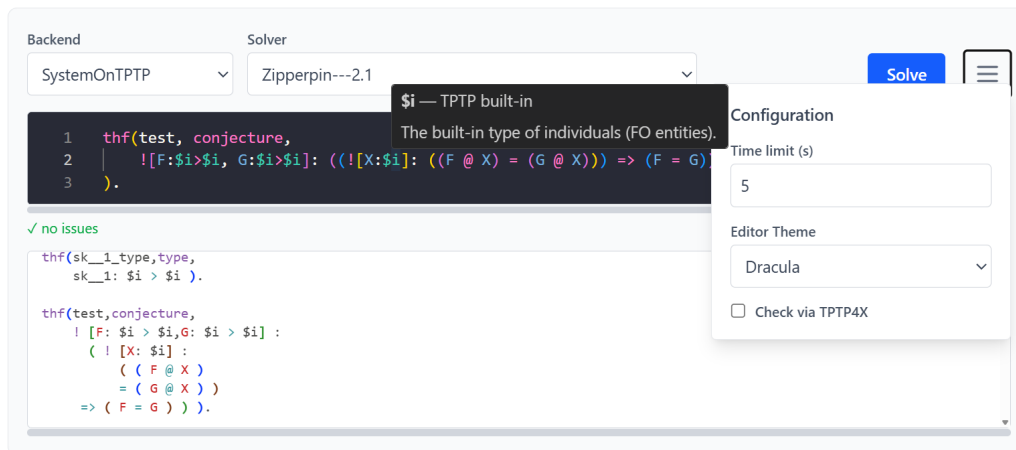 Backend
Solver
SystemOnTPTP
Zipperpin---2.1
Solve
$i — TPTP built-in
The built-in type of individuals (FO entities).
1 thf(test, conjecture,
2 ![F:$i>$i, G:$i>$i]: ((![X:$i]: ((F @ X) = (G @ X))) => (F = G))
3 ).
✓ no issues
thf(sk__1_type,type,
sk__1: $i > $i ).
thf(test,conjecture,
! [F: $i > $i,G: $i > $i] :
( ! [X: $i] :
( ( F @ X )
= ( G @ X ) )
=> ( F = G ) ) ).
Configuration
Time limit (s)
5
Editor Theme
Dracula
Check via TPTP4X